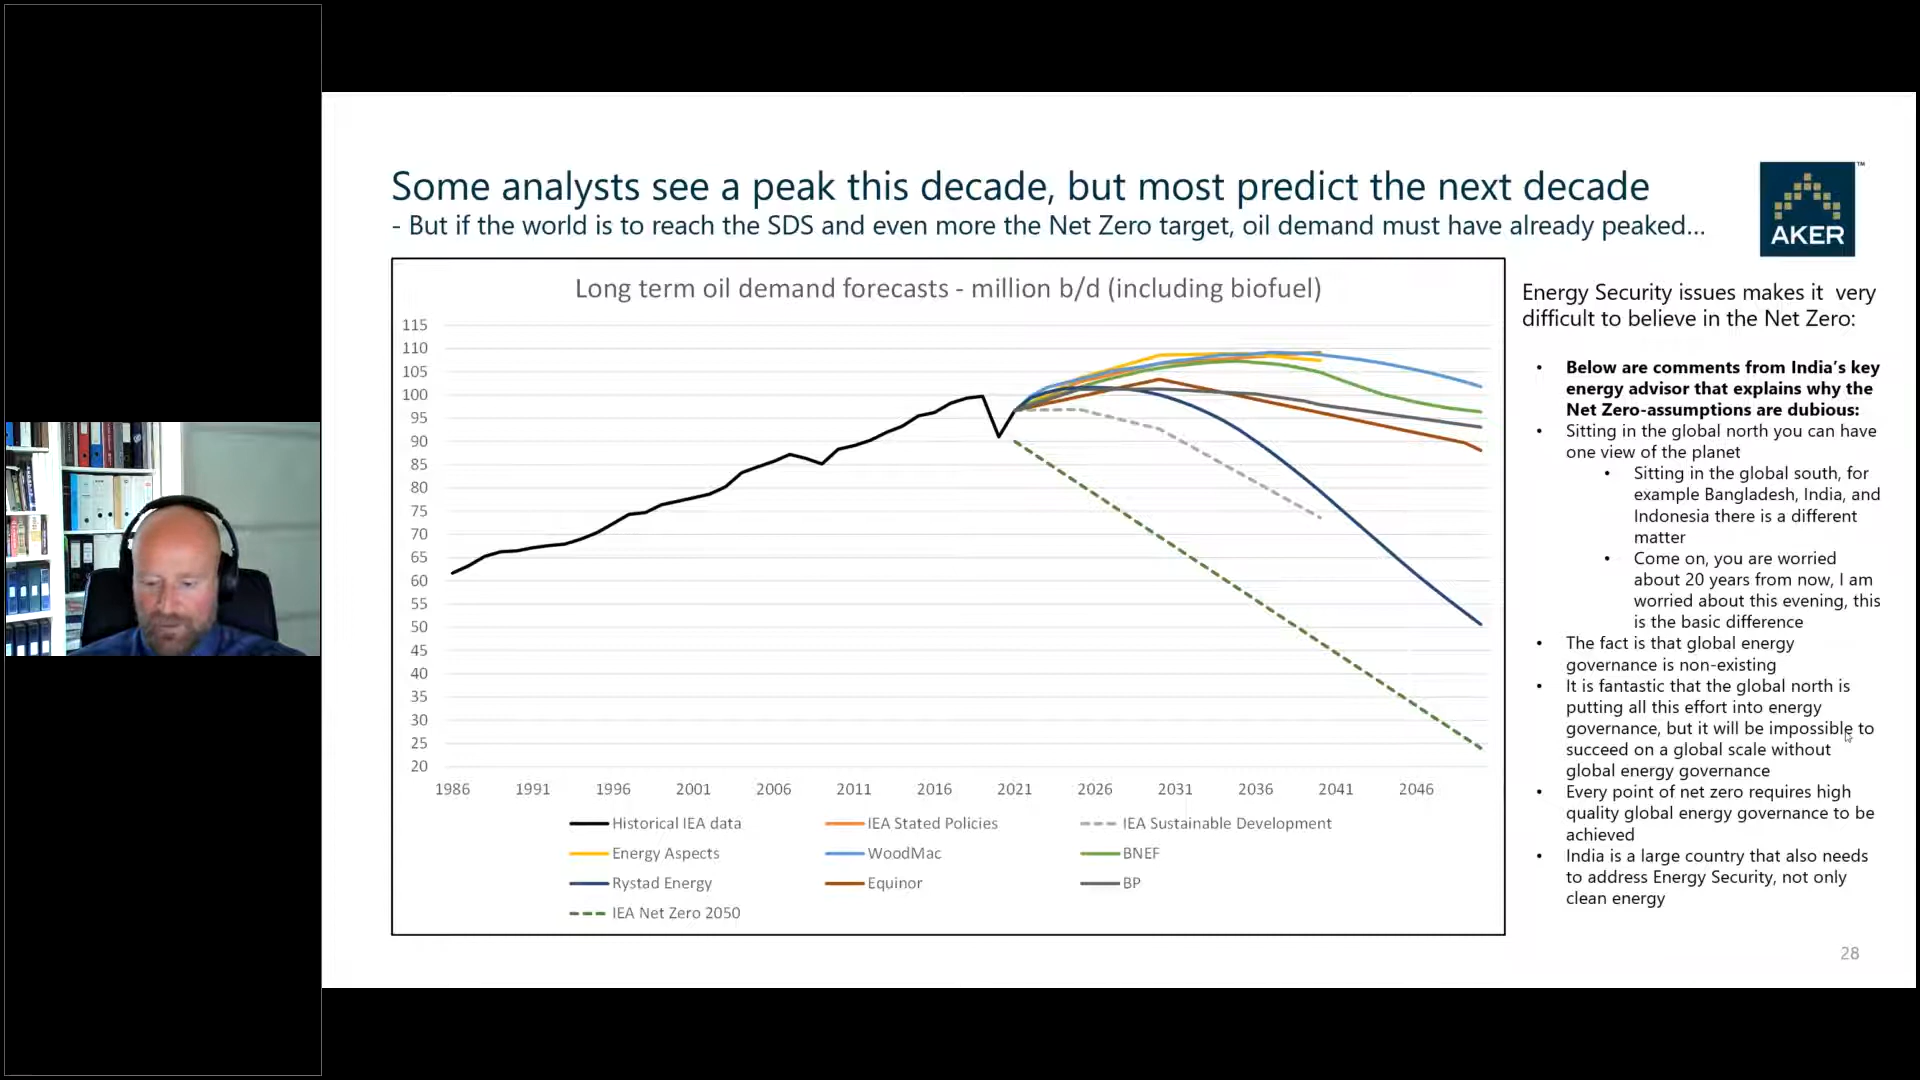 Some analysts see a peak this decade, but most predict the next decade
- But if the world is to reach the SDS and even more the Net Zero target, oil demand must have already peaked...
AKER
TM
Long term oil demand forecasts - million b/d (including biofuel)
115
110
105
100
95
90
85
80
75
70
65
60
55
50
45
40
35
30
25
20
1986 1991 1996 2001 2006 2011 2016 2021 2026 2031 2036 2041 2046
Historical IEA data IEA Stated Policies IEA Sustainable Development
Energy Aspects WoodMac BNEF
Rystad Energy Equinor BP
IEA Net Zero 2050
Energy Security issues makes it very
difficult to believe in the Net Zero:
• Below are comments from India's key
energy advisor that explains why the
Net Zero-assumptions are dubious:
• Sitting in the global north you can have
one view of the planet
• Sitting in the global south, for
example Bangladesh, India, and
Indonesia there is a different
matter
• Come on, you are worried
about 20 years from now, I am
worried about this evening, this
is the basic difference
• The fact is that global energy
governance is non-existing
• It is fantastic that the global north is
putting all this effort into energy
governance, but it will be impossible to
succeed on a global scale without
global energy governance
• Every point of net zero requires high
quality global energy governance to be
achieved
• India is a large country that also needs
to address Energy Security, not only
clean energy
28